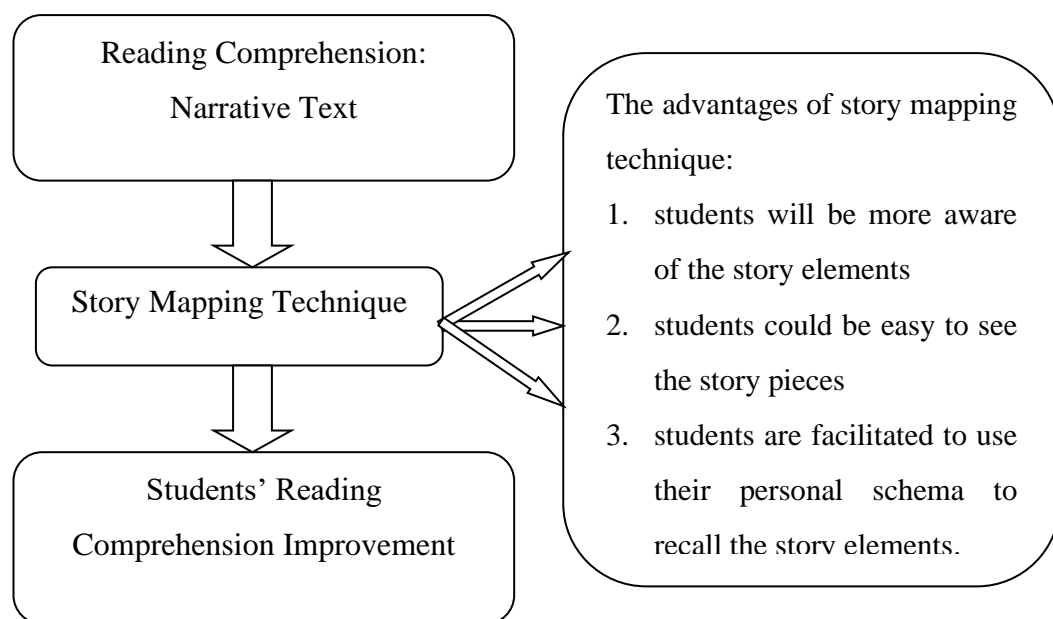 Reading Comprehension:
Narrative Text
Story Mapping Technique
Students’ Reading
Comprehension Improvement
The advantages of story mapping
technique:
1. students will be more aware
of the story elements
2. students could be easy to see
the story pieces
3. students are facilitated to use
their personal schema to
recall the story elements.